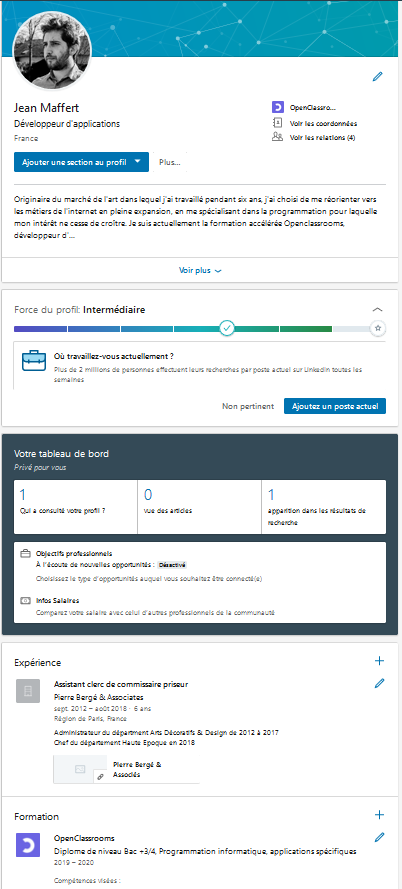 Jean Maffert
Développeur d'applications
France
OpenClassro...
Voir les coordonnées
Voir les relations (4)
Ajouter une section au profil
Plus...
Originaire du marché de l'art dans lequel j'ai travaillé pendant six ans, j'ai choisi de me réorienter vers
les métiers de l'internet en pleine expansion, en me spécialisant dans la programmation pour laquelle
mon intérêt ne cesse de croître. Je suis actuellement la formation accélérée Openclassrooms,
développeur d'...
Voir plus
Force du profil: Intermédiaire
Où travaillez-vous actuellement ?
Plus de 2 millions de personnes effectuent leurs recherches par poste actuel sur LinkedIn toutes les
semaines
Non pertinent
Ajoutez un poste actuel
Votre tableau de bord
Privé pour vous
1
Qui a consulté votre profil ?
0
vue des articles
1
apparition dans les résultats de
recherche
Objectifs professionnels
À l'écoute de nouvelles opportunités : Désactivé
Choisissez le type d'opportunités auquel vous souhaitez être connecté(e)
Infos Salaires
Comparez votre salaire avec celui d'autres professionnels de la communauté
Expérience
Assistant clerc de commissaire priseur
Pierre Bergé & Associates
sept. 2012 – août 2018 · 6 ans
Région de Paris, France
Administrateur du départment Arts Décoratifs & Design de 2012 à 2017
Chef du départment Haute Epoque en 2018
Pierre Bergé &
Associés
Formation
OpenClassrooms
Diplome de niveau Bac +3/4, Programmation informatique, applications spécifiques
2019 – 2020
Compétences visées :